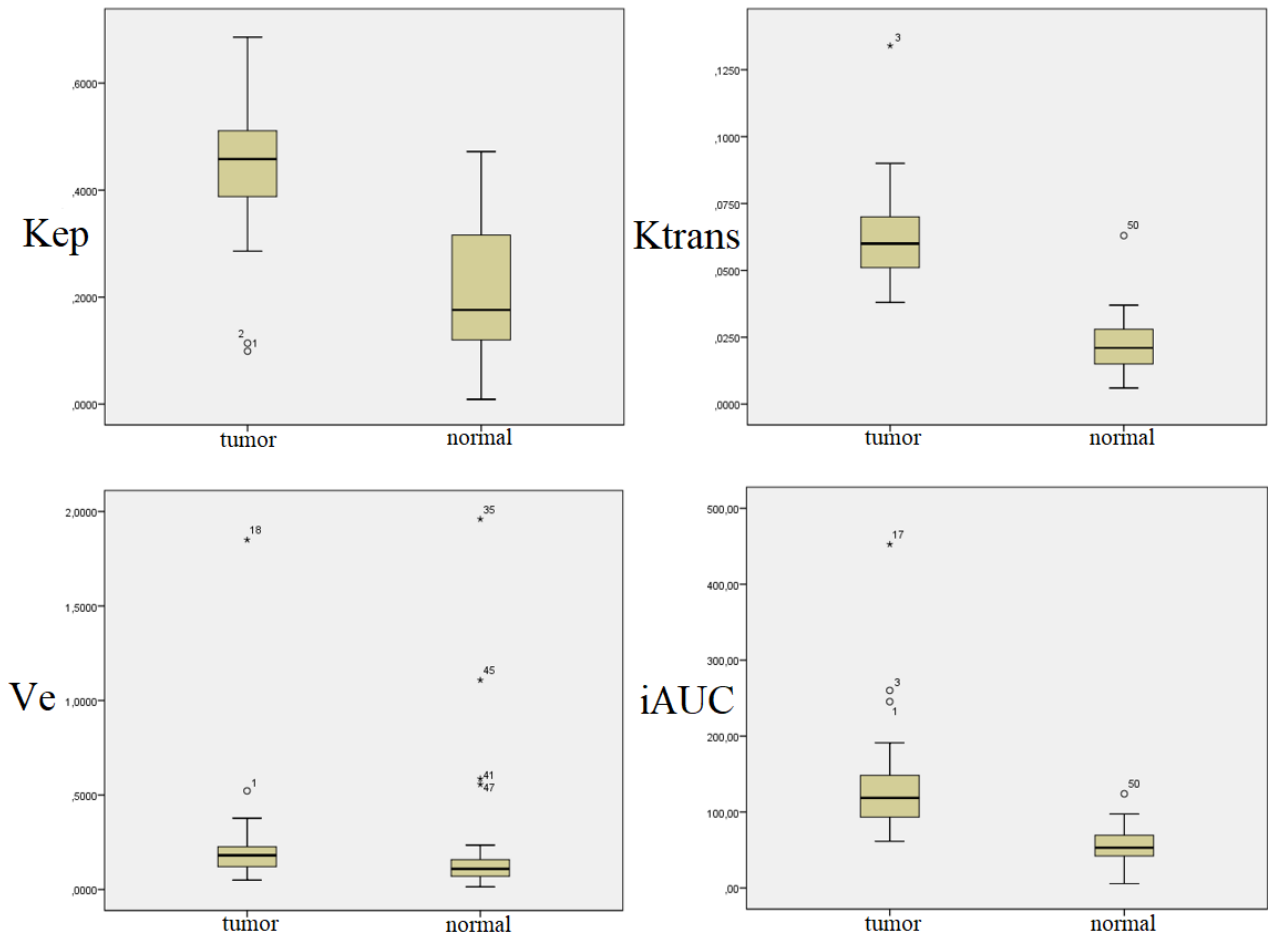 ,6000
,4000
Kep
,2000
2
1
,0000
tumor
normal
3
,1250
,1000
,0750
50
Ktrans
,0500
,0250
,0000
tumor
normal
2,0000
18
35
1,5000
45
Ve
1,0000
41
1
,5000
47
,0000
tumor
normal
500,00
17
400,00
300,00
3
iAUC
1
200,00
50
100,00
,00
tumor
normal